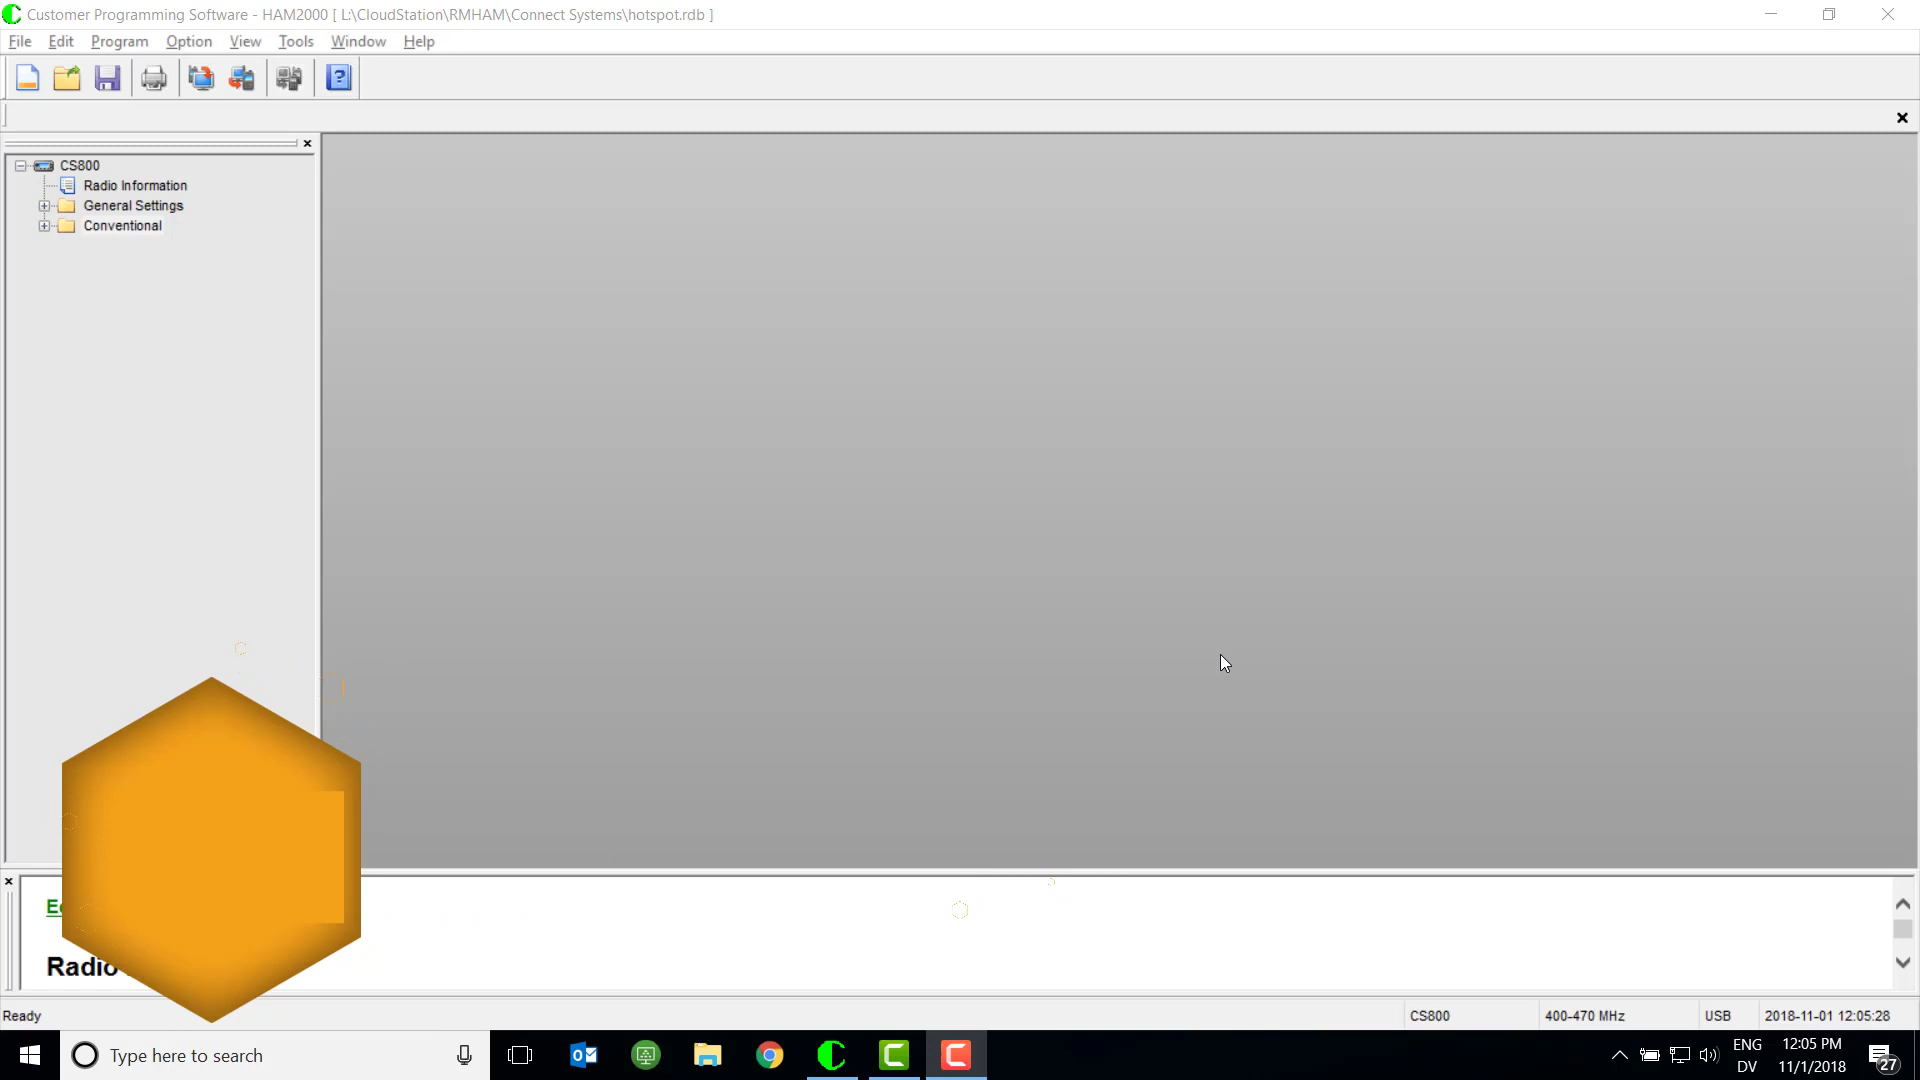 Customer Programming Software - HAM2000 [ L:\CloudStation\RMHAM\Connect Systems\hotspot.rdb ]
File Edit Program Option View Tools Window Help
CS800
Radio Information
General Settings
Conventional
Radio
Ready
CS800
400-470 MHz
USB
2018-11-01 12:05:28
Type here to search
ENG
DV
12:05 PM
11/1/2018
27